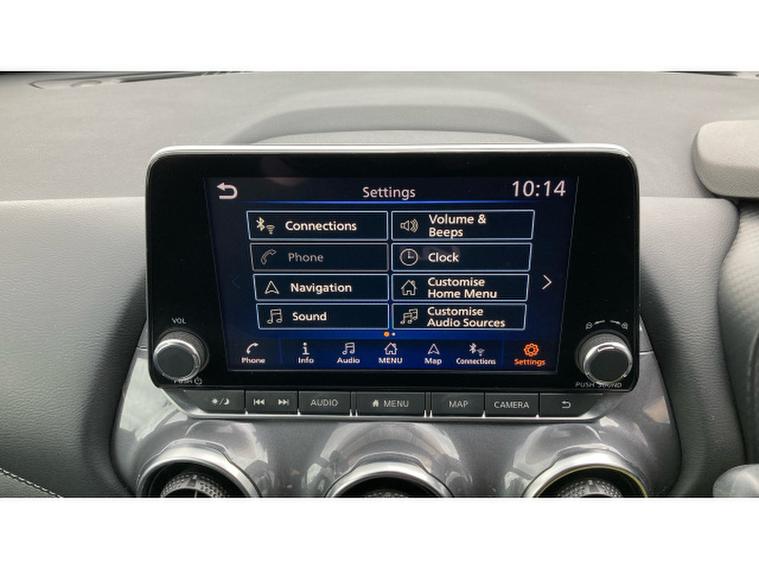 Settings
10:14
Connections
Volume &
Beeps
Phone
Clock
Navigation
Customise
Home Menu
Sound
Customise
Audio Sources
VOL
Phone
Info
Audio
MENU
Map
Connections
Settings
PUSH
PUSH SOUND
AUDIO
MENU
MAP
CAMERA